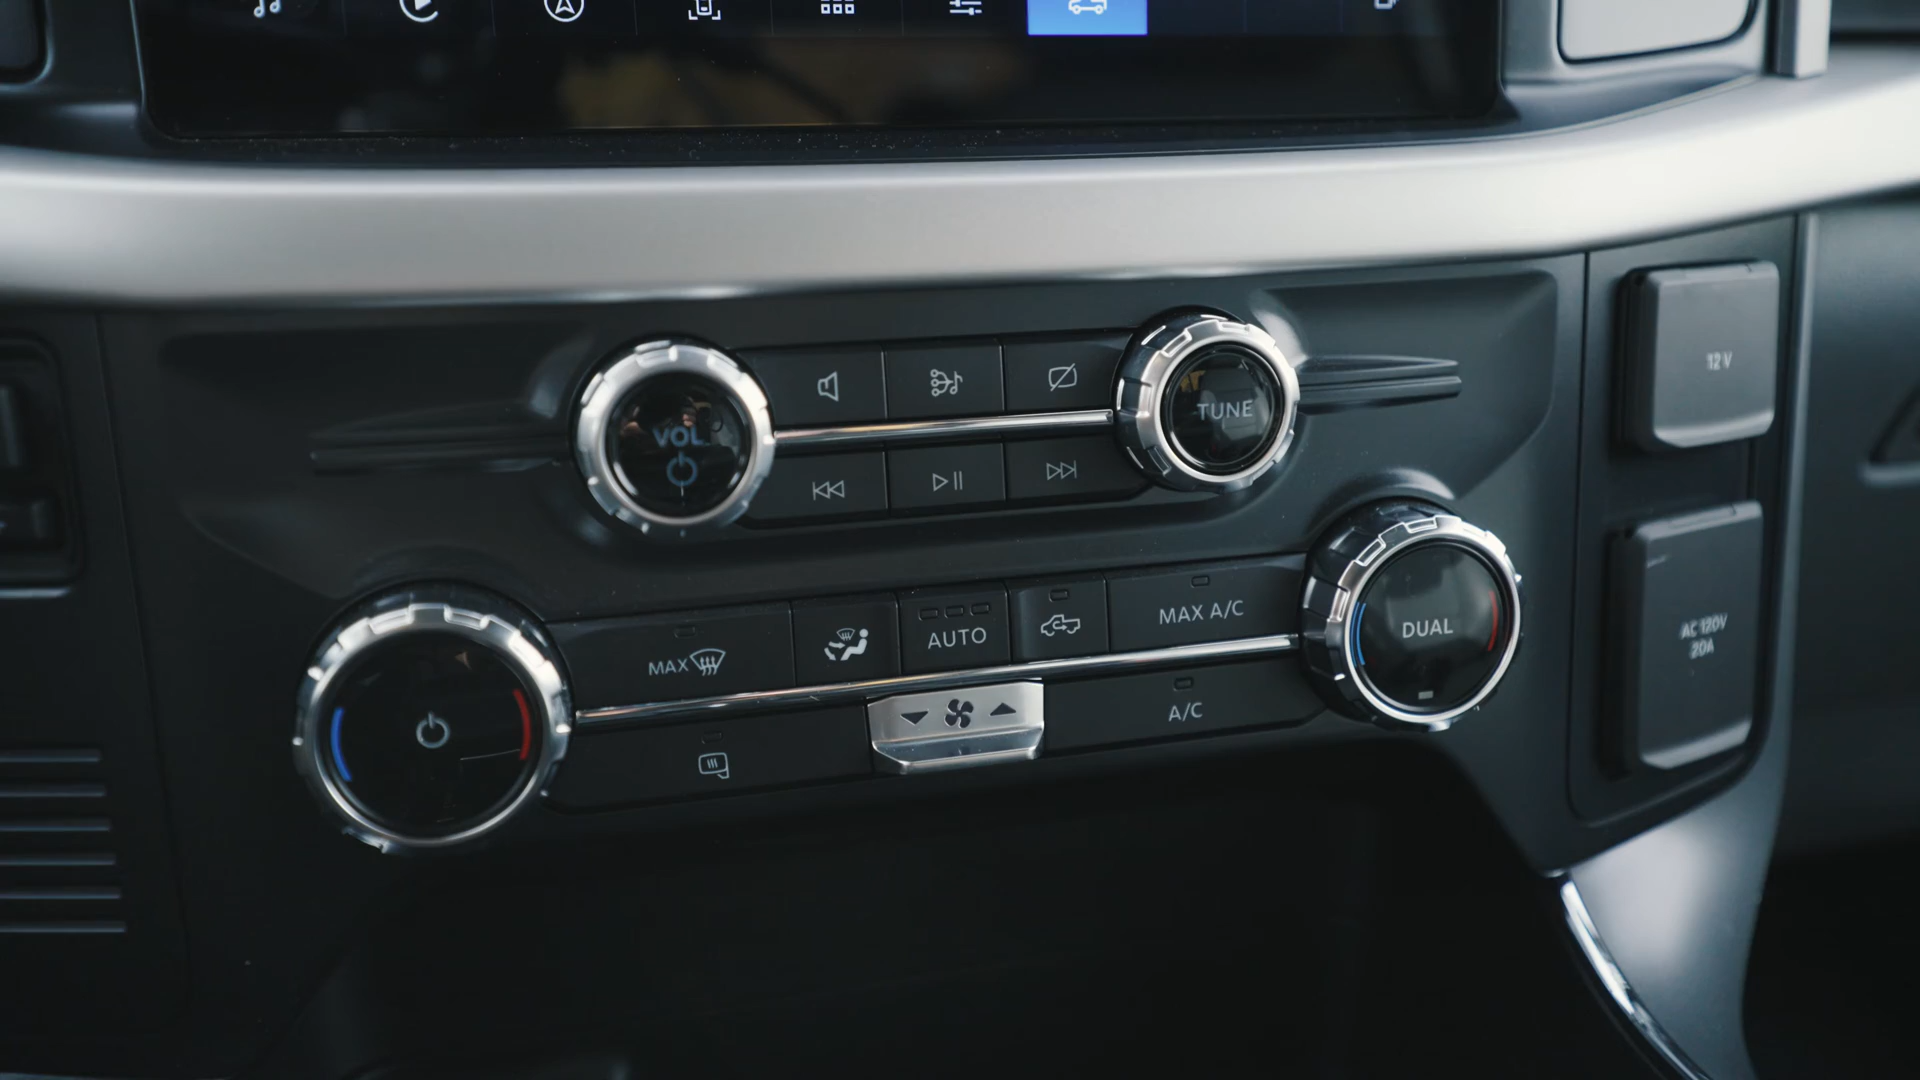 VOL
TUNE
12 V
MAX
AUTO
MAX A/C
DUAL
A/C
AC 120V
20A